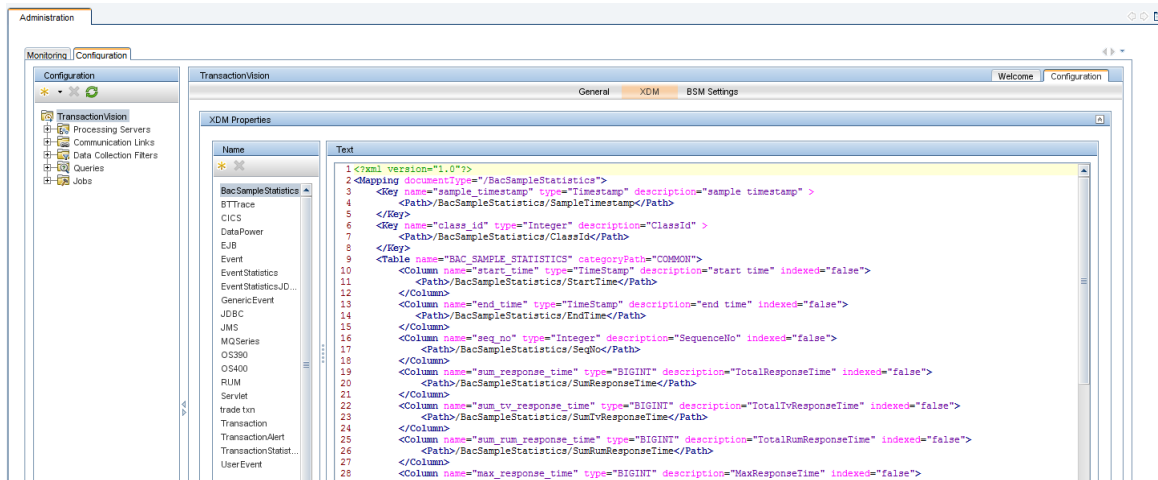 Administration
Monitoring
Configuration
Configuration
TransactionVision
Processing Servers
Communication Links
Data Collection Filters
Queries
Jobs
TransactionVision
Welcome
Configuration
General
XDM
BSM Settings
XDM Properties
Name
BacSampleStatistics
BTTrace
CICS
DataPower
EJB
Event
EventStatistics
EventStatisticsJD...
GenericEvent
JDBC
JMS
MQSeries
OS390
OS400
RUM
Servlet
trade txn
Transaction
TransactionAlert
TransactionStatist...
UserEvent
Text
1 <?xml version="1.0"?>
2 <Mapping documentType="/BacSampleStatistics">
3 <Key name="sample_timestamp" type="Timestamp" description="sample timestamp" >
4 <Path>/BacSampleStatistics/SampleTimestamp</Path>
5 </Key>
6 <Key name="class_id" type="Integer" description="ClassId" >
7 <Path>/BacSampleStatistics/ClassId</Path>
8 </Key>
9 <Table name="BAC_SAMPLE_STATISTICS" categoryPath="COMMON">
10 <Column name="start_time" type="TimeStamp" description="start time" indexed="false">
11 <Path>/BacSampleStatistics/StartTime</Path>
12 </Column>
13 <Column name="end_time" type="TimeStamp" description="end time" indexed="false">
14 <Path>/BacSampleStatistics/EndTime</Path>
15 </Column>
16 <Column name="seq_no" type="Integer" description="SequenceNo" indexed="false">
17 <Path>/BacSampleStatistics/SeqNo</Path>
18 </Column>
19 <Column name="sum_response_time" type="BIGINT" description="TotalResponseTime" indexed="false">
20 <Path>/BacSampleStatistics/SumResponseTime</Path>
21 </Column>
22 <Column name="sum_tv_response_time" type="BIGINT" description="TotalTvResponseTime" indexed="false">
23 <Path>/BacSampleStatistics/SumTvResponseTime</Path>
24 </Column>
25 <Column name="sum_rum_response_time" type="BIGINT" description="TotalRumResponseTime" indexed="false">
26 <Path>/BacSampleStatistics/SumRumResponseTime</Path>
27 </Column>
28 <Column name="max_response_time" type="BIGINT" description="MaxResponseTime" indexed="false">